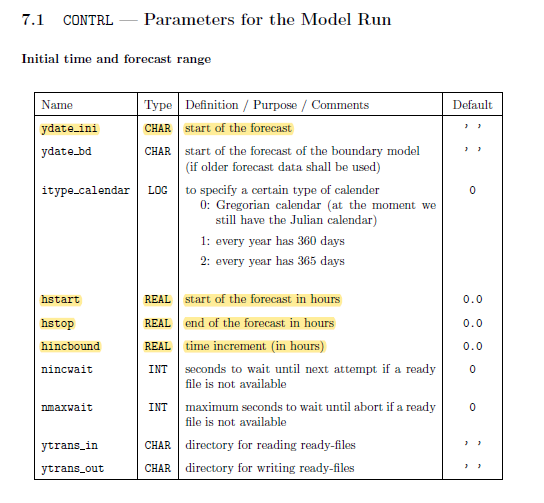 7.1 CONTRL — Parameters for the Model Run
Initial time and forecast range
Name Type Definition / Purpose / Comments Default
ydate_ini CHAR start of the forecast ’ ’
ydate_bd CHAR start of the forecast of the boundary model ’ ’
(if older forecast data shall be used)
itype_calendar LOG to specify a certain type of calender 0
0: Gregorian calendar (at the moment we
still have the Julian calendar)
1: every year has 360 days
2: every year has 365 days
hstart REAL start of the forecast in hours 0.0
hstop REAL end of the forecast in hours 0.0
hincbound REAL time increment (in hours) 0.0
nincwait INT seconds to wait until next attempt if a ready 0
file is not available
nmaxwait INT maximum seconds to wait until abort if a ready 0
file is not available
ytrans_in CHAR directory for reading ready-files ’ ’
ytrans_out CHAR directory for writing ready-files ’ ’